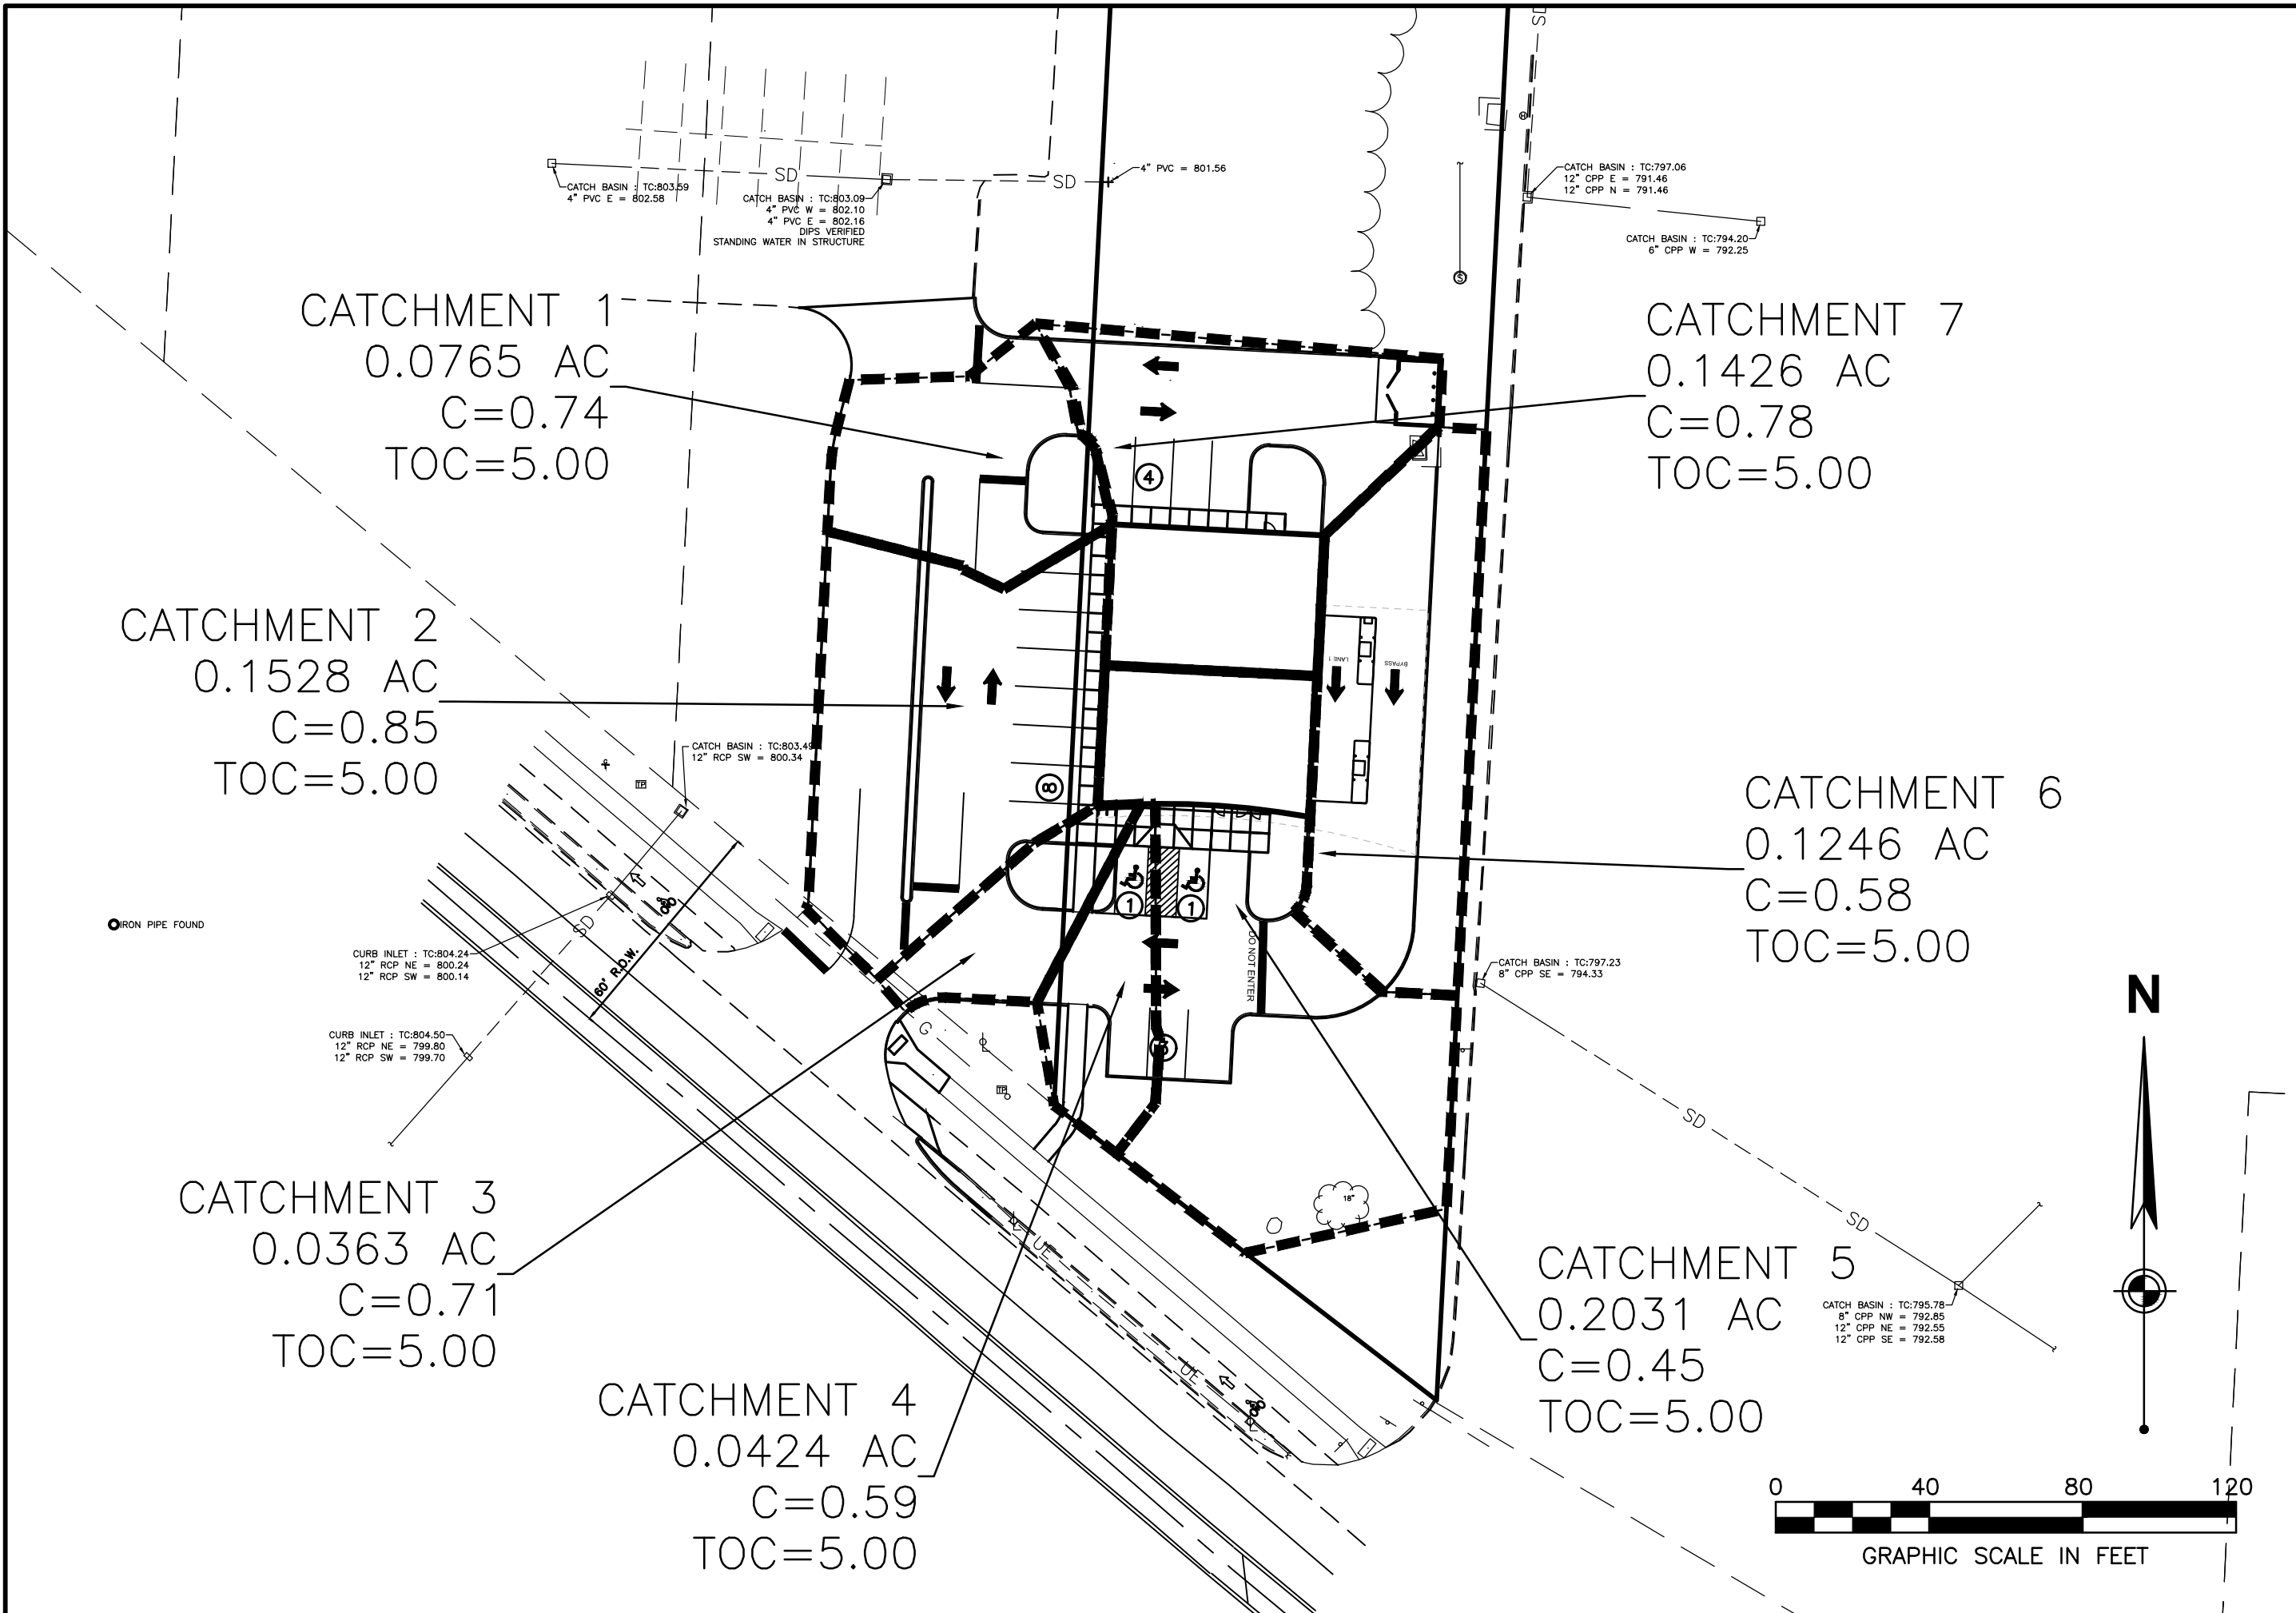 SD
4" PVC = 801.56
CATCH BASIN : TC:803.59
4" PVC E = 802.58
SD
CATCH BASIN : TC:803.09
4" PVC W = 802.10
4" PVC E = 802.16
DIPS VERIFIED
STANDING WATER IN STRUCTURE
SD
CATCH BASIN : TC:797.06
12" CPP E = 791.46
12" CPP N = 791.46
CATCH BASIN : TC:794.20
6" CPP W = 792.25
S
CATCHMENT 1
0.0765 AC
C=0.74
TOC=5.00
CATCHMENT 7
0.1426 AC
C=0.78
TOC=5.00
4
CATCHMENT 2
0.1528 AC
C=0.85
TOC=5.00
LANE 1
BYPASS
CATCH BASIN : TC:803.49
12" RCP SW = 800.34
TP
8
CATCHMENT 6
0.1246 AC
C=0.58
TOC=5.00
1
1
IRON PIPE FOUND
SD
60' R.O.W.
CURB INLET : TC:804.24
12" RCP NE = 800.24
12" RCP SW = 800.14
DO NOT ENTER
CATCH BASIN : TC:797.23
8" CPP SE = 794.33
N
G
CURB INLET : TC:804.50
12" RCP NE = 799.80
12" RCP SW = 799.70
3
TP
SD
CATCHMENT 3
0.0363 AC
C=0.71
TOC=5.00
18"
SD
UE
CATCHMENT 5
0.2031 AC
C=0.45
TOC=5.00
CATCH BASIN : TC:795.78
8" CPP NW = 792.85
12" CPP NE = 792.55
12" CPP SE = 792.58
UE
CATCHMENT 4
0.0424 AC
C=0.59
TOC=5.00
0 40 80 120
GRAPHIC SCALE IN FEET